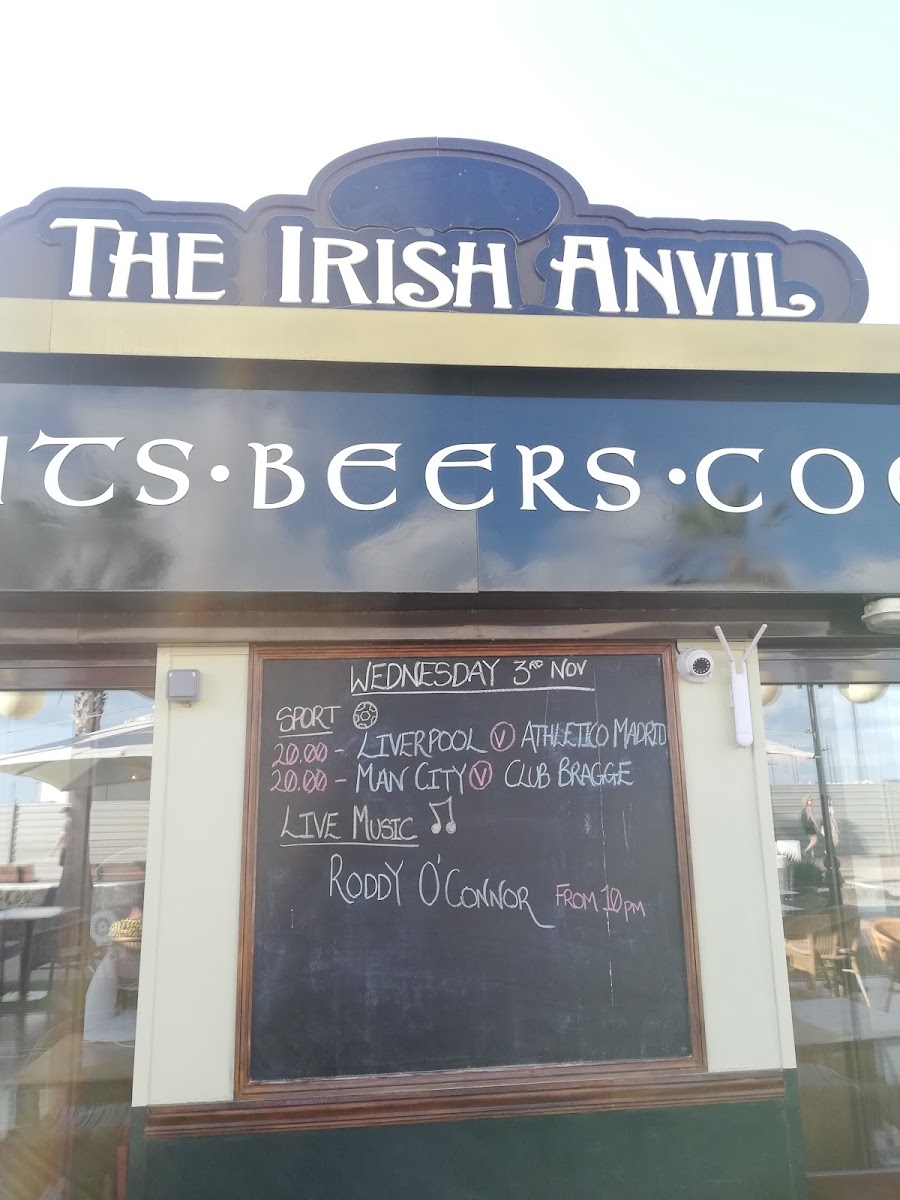 THE IRISH ANVIL
ITS · BEERS · COC
WEDNESDAY 3RD NOV
SPORT
20.00 - LIVERPOOL V ATHLETICO MADRID
20.00 - MAN CITY V CLUB BRAGGE
LIVE MUSIC
RODDY O'CONNOR FROM 10PM